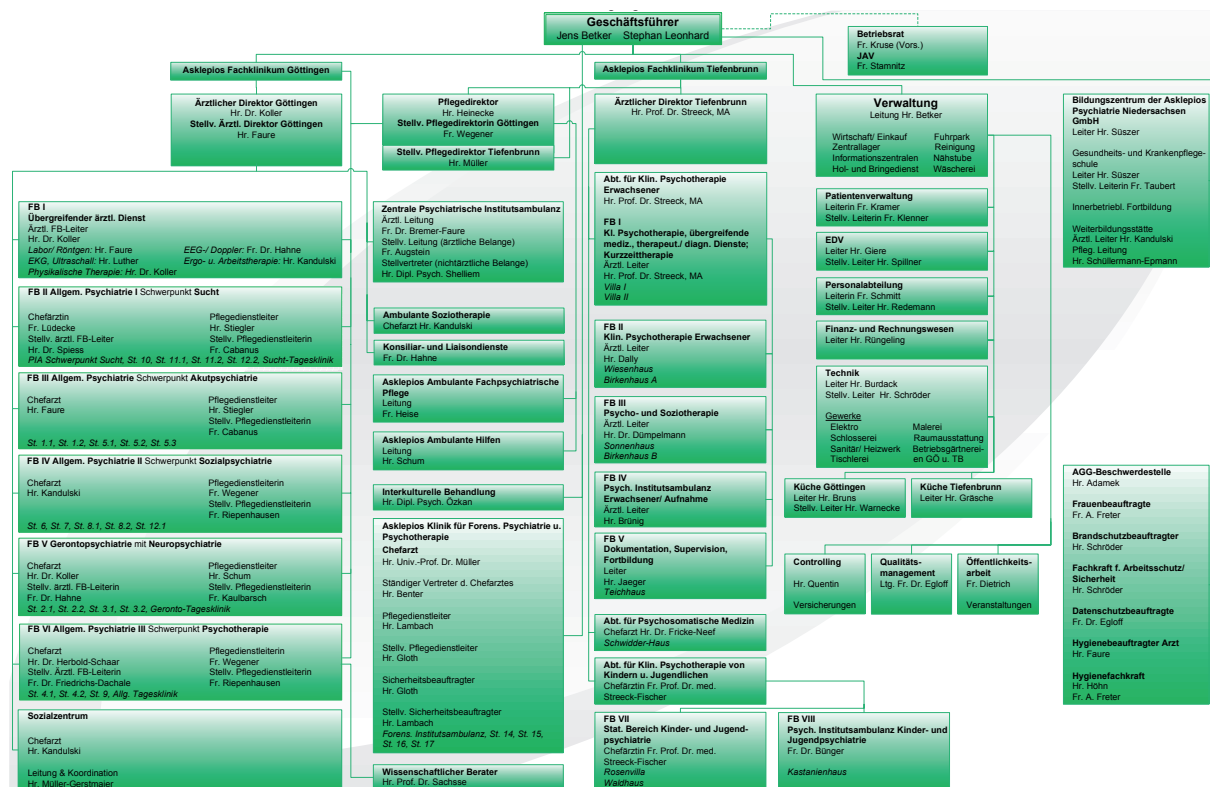 Geschäftsführer
Jens Betker Stephan Leonhard
Betriebsrat
Fr. Kruse (Vors.)
JAV
Fr. Stamnitz
Asklepios Fachklinikum Göttingen
Asklepios Fachklinikum Tiefenbrunn
Ärztlicher Direktor Göttingen
Hr. Dr. Koller
Stellv. Ärztl. Direktor Göttingen
Hr. Faure
Pflegedirektor
Hr. Heinecke
Stellv. Pflegedirektorin Göttingen
Fr. Wegener
Stellv. Pflegedirektor Tiefenbrunn
Hr. Müller
Ärztlicher Direktor Tiefenbrunn
Hr. Prof. Dr. Streeck, MA
Verwaltung
Leitung Hr. Betker
Wirtschaft/ Einkauf Fuhrpark
Zentrallager Reinigung
Informationszentralen Nähstube
Hol- und Bringedienst Wäscherei
Bildungszentrum der Asklepios
Psychiatrie Niedersachsen
GmbH
Leiter Hr. Süszer
Gesundheits- und Krankenpflege-
schule
Leiter Hr. Süszer
Stellv. Leiterin Fr. Taubert
Innerbetriebl. Fortbildung
Weiterbildungsstätte
Ärztl. Leiter Hr. Kandulski
Pfleg. Leitung
Hr. Schüllermann-Epmann
FB I
Übergreifender ärztl. Dienst
Ärztl. FB-Leiter
Hr. Dr. Koller
Labor/ Röntgen: Hr. Faure EEG-/ Doppler: Fr. Dr. Hahne
EKG, Ultraschall: Hr. Luther Ergo- u. Arbeitstherapie: Hr. Kandulski
Physikalische Therapie: Hr. Dr. Koller
FB II Allgem. Psychiatrie I Schwerpunkt Sucht
Chefärztin Pflegedienstleiter
Fr. Lüdecke Hr. Stiegler
Stellv. ärztl. FB-Leiter Stellv. Pflegedienstleiterin
Hr. Dr. Spiess Fr. Cabanus
PIA Schwerpunkt Sucht, St. 10, St. 11.1, St. 11.2, St. 12.2, Sucht-Tagesklinik
FB III Allgem. Psychiatrie Schwerpunkt Akutpsychiatrie
Chefarzt Pflegedienstleiter
Hr. Faure Hr. Stiegler
Stellv. Pflegedienstleiterin
Fr. Cabanus
St. 1.1, St. 1.2, St. 5.1, St. 5.2, St. 5.3
FB IV Allgem. Psychiatrie II Schwerpunkt Sozialpsychiatrie
Chefarzt Pflegedienstleiterin
Hr. Kandulski Fr. Wegener
Stellv. Pflegedienstleiterin
Fr. Riepenhausen
St. 6, St. 7, St. 8.1, St. 8.2, St. 12.1
FB V Gerontopsychiatrie mit Neuropsychiatrie
Chefarzt Pflegedienstleiter
Hr. Dr. Koller Hr. Schum
Stellv. ärztl. FB-Leiterin Stellv. Pflegedienstleiterin
Fr. Dr. Hahne Fr. Kaulbarsch
St. 2.1, St. 2.2, St. 3.1, St. 3.2, Geronto-Tagesklinik
FB VI Allgem. Psychiatrie III Schwerpunkt Psychotherapie
Chefarzt Pflegedienstleiterin
Hr. Dr. Herbold-Schaar Fr. Wegener
Stellv. Ärztl. FB-Leiterin Stellv. Pflegedienstleiterin
Fr. Dr. Friedrichs-Dachale Fr. Riepenhausen
St. 4.1, St. 4.2, St. 9, Allg. Tagesklinik
Sozialzentrum
Chefarzt
Hr. Kandulski
Leitung & Koordination
Hr. Müller-Gerstmaier
Zentrale Psychiatrische Institutsambulanz
Ärztl. Leitung
Fr. Dr. Bremer-Faure
Stellv. Leitung (ärztliche Belange)
Fr. Augstein
Stellvertreter (nichtärztliche Belange)
Hr. Dipl. Psych. Shelliem
Ambulante Soziotherapie
Chefarzt Hr. Kandulski
Konsiliar- und Liaisondienste
Fr. Dr. Hahne
Asklepios Ambulante Fachpsychiatrische
Pflege
Leitung
Fr. Heise
Asklepios Ambulante Hilfen
Leitung
Hr. Schum
Interkulturelle Behandlung
Hr. Dipl. Psych. Özkan
Asklepios Klinik für Forens. Psychiatrie u.
Psychotherapie
Chefarzt
Hr. Univ.-Prof. Dr. Müller
Ständiger Vertreter d. Chefarztes
Hr. Benter
Pflegedienstleiter
Hr. Lambach
Stellv. Pflegedienstleiter
Hr. Gloth
Sicherheitsbeauftragter
Hr. Gloth
Stellv. Sicherheitsbeauftragter
Hr. Lambach
Forens. Institutsambulanz, St. 14, St. 15,
St. 16, St. 17
Wissenschaftlicher Berater
Hr. Prof. Dr. Sachsse
Abt. für Klin. Psychotherapie
Erwachsener
Hr. Prof. Dr. Streeck, MA
FB I
Kl. Psychotherapie, übergreifende
mediz., therapeut./ diagn. Dienste;
Kurzzeittherapie
Ärztl. Leiter
Hr. Prof. Dr. Streeck, MA
Villa I
Villa II
FB II
Klin. Psychotherapie Erwachsener
Ärztl. Leiter
Hr. Dally
Wiesenhaus
Birkenhaus A
FB III
Psycho- und Soziotherapie
Ärztl. Leiter
Hr. Dr. Dümpelmann
Sonnenhaus
Birkenhaus B
FB IV
Psych. Institutsambulanz
Erwachsener/ Aufnahme
Ärztl. Leiter
Hr. Brünig
FB V
Dokumentation, Supervision,
Fortbildung
Leiter
Hr. Jaeger
Teichhaus
Abt. für Psychosomatische Medizin
Chefarzt Hr. Dr. Fricke-Neef
Schwidder-Haus
Abt. für Klin. Psychotherapie von
Kindern u. Jugendlichen
Chefärztin Fr. Prof. Dr. med.
Streeck-Fischer
FB VII
Stat. Bereich Kinder- und Jugend-
psychiatrie
Chefärztin Fr. Prof. Dr. med.
Streeck-Fischer
Rosenvilla
Waldhaus
FB VIII
Psych. Institutsambulanz Kinder- und
Jugendpsychiatrie
Fr. Dr. Bünger
Kastanienhaus
Patientenverwaltung
Leiterin Fr. Kramer
Stellv. Leiterin Fr. Klenner
EDV
Leiter Hr. Giere
Stellv. Leiter Hr. Spillner
Personalabteilung
Leiterin Fr. Schmitt
Stellv. Leiter Hr. Redemann
Finanz- und Rechnungswesen
Leiter Hr. Rüngeling
Technik
Leiter Hr. Burdack
Stellv. Leiter Hr. Schröder
Gewerke
Elektro Malerei
Schlosserei Raumausstattung
Sanitär/ Heizwerk Betriebsgärtnerei-
Tischlerei en GÖ u. TB
Küche Göttingen
Leiter Hr. Bruns
Stellv. Leiter Hr. Warnecke
Küche Tiefenbrunn
Leiter Hr. Gräsche
Controlling
Hr. Quentin
Versicherungen
Qualitäts-
management
Ltg. Fr. Dr. Egloff
Öffentlichkeits-
arbeit
Fr. Dietrich
Veranstaltungen
AGG-Beschwerdestelle
Hr. Adamek
Frauenbeauftragte
Fr. A. Freter
Brandschutzbeauftragter
Hr. Schröder
Fachkraft f. Arbeitsschutz/
Sicherheit
Hr. Schröder
Datenschutzbeauftragte
Fr. Dr. Egloff
Hygienebeauftragter Arzt
Hr. Faure
Hygienefachkraft
Hr. Höhn
Fr. A. Freter